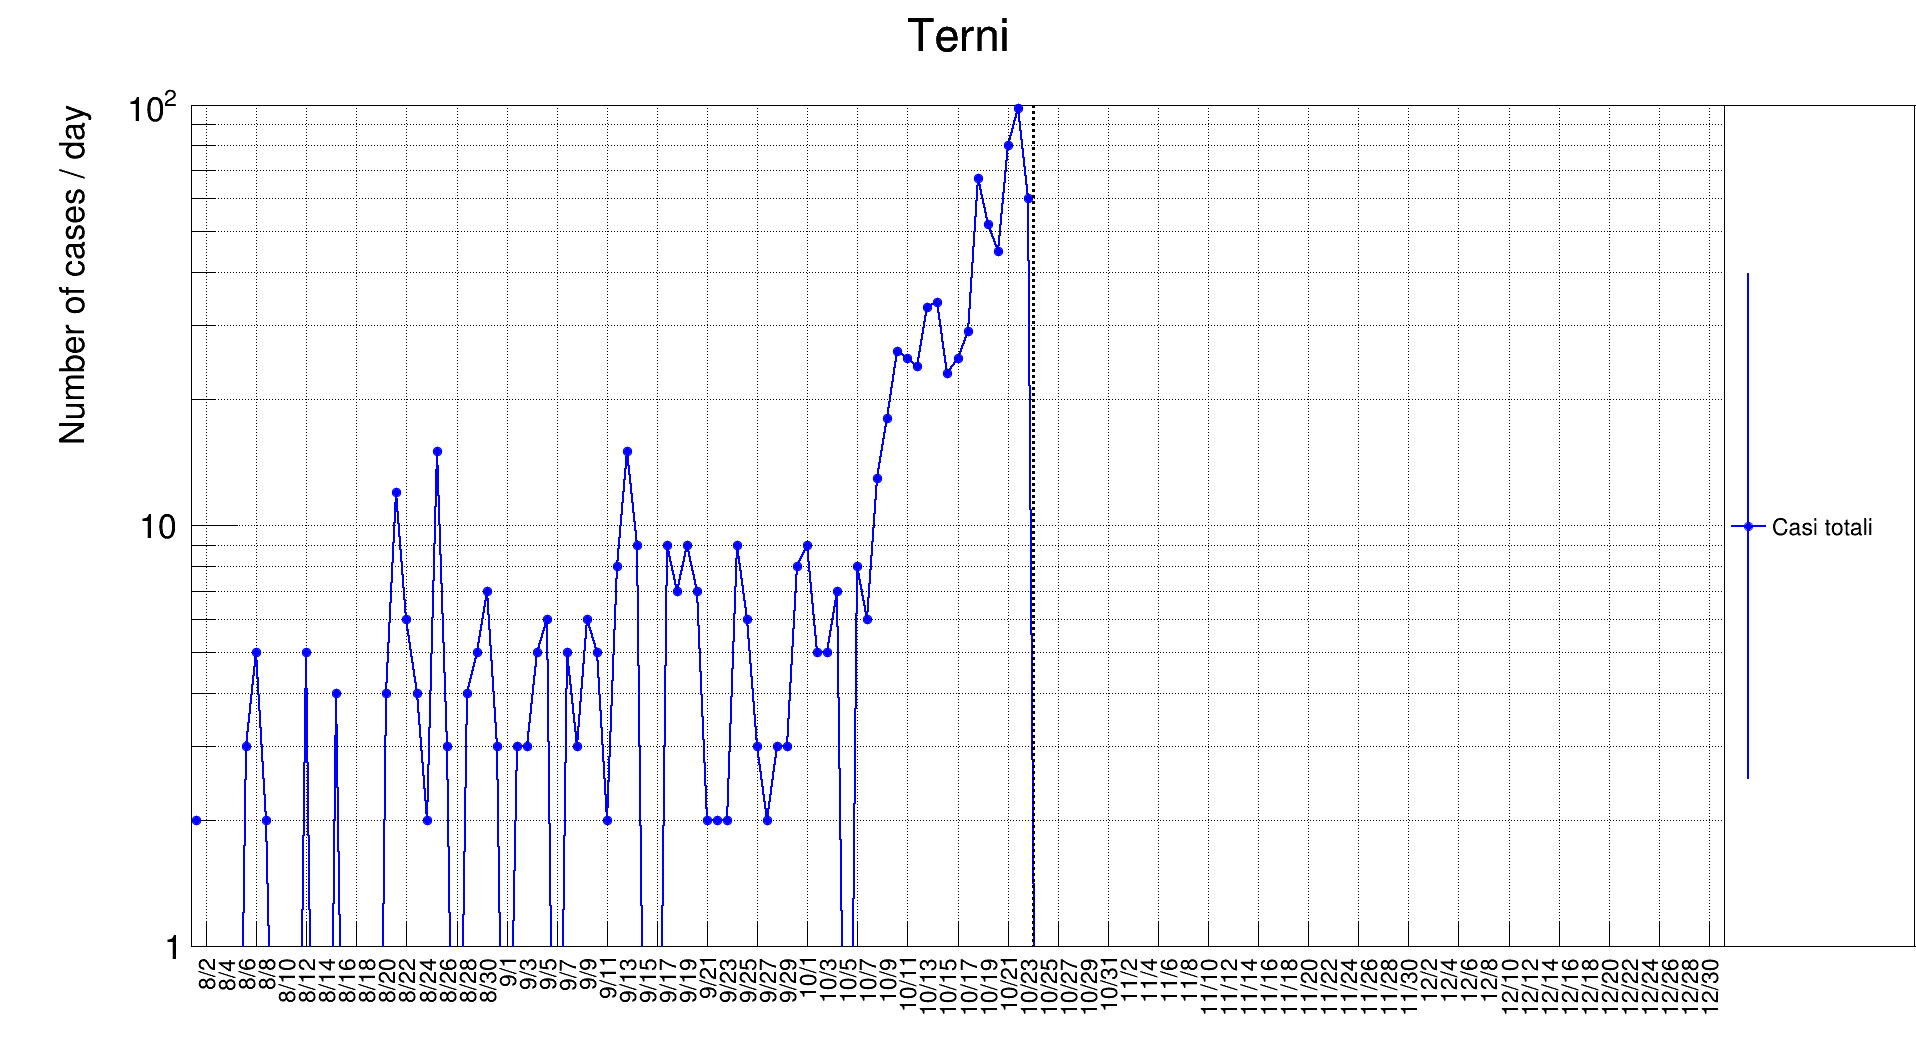 Terni
Number of cases / day
10²
10
1
8/2 8/4 8/6 8/8 8/10 8/12 8/14 8/16 8/18 8/20 8/22 8/24 8/26 8/28 8/30 9/1 9/3 9/5 9/7 9/9 9/11 9/13 9/15 9/17 9/19 9/21 9/23 9/25 9/27 9/29 10/1 10/3 10/5 10/7 10/9 10/11 10/13 10/15 10/17 10/19 10/21 10/23 10/25 10/27 10/29 10/31 11/2 11/4 11/6 11/8 11/10 11/12 11/14 11/16 11/18 11/20 11/22 11/24 11/26 11/28 11/30 12/2 12/4 12/6 12/8 12/10 12/12 12/14 12/16 12/18 12/20 12/22 12/24 12/26 12/28 12/30
Casi totali